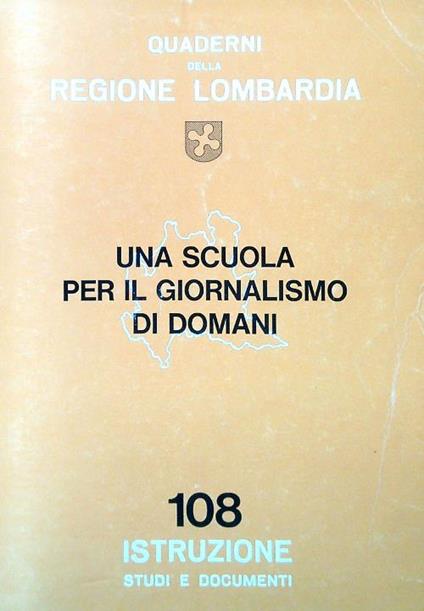 QUADERNI
DELLA
REGIONE LOMBARDIA
UNA SCUOLA
PER IL GIORNALISMO
DI DOMANI
108
ISTRUZIONE
STUDI E DOCUMENTI